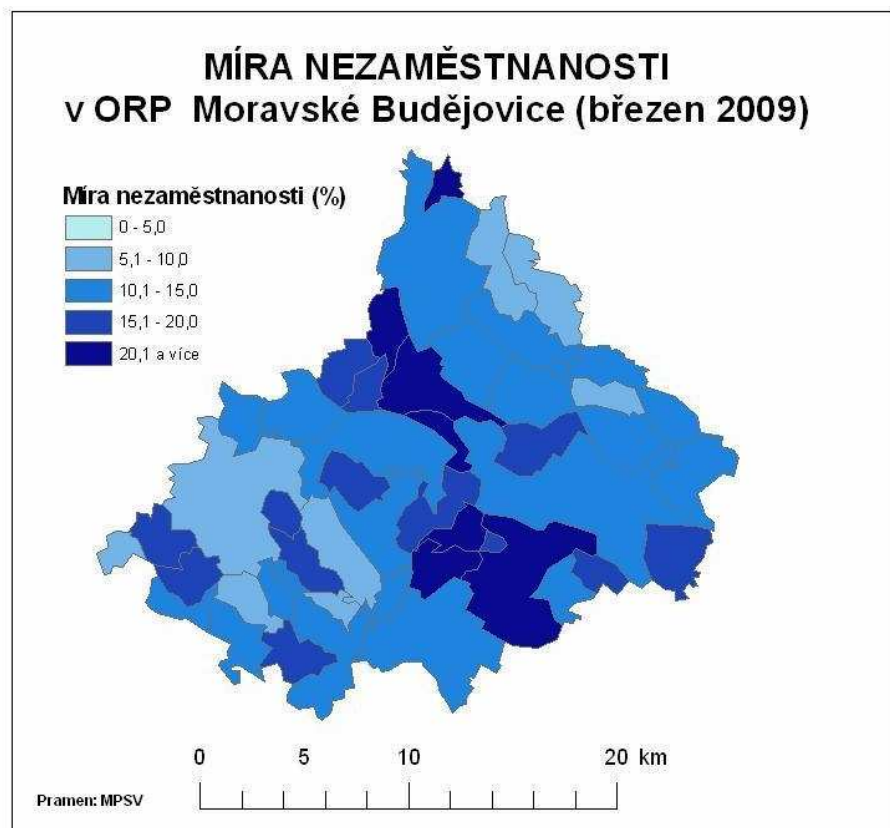 MÍRA NEZAMĚSTNANOSTI
v ORP Moravské Budějovice (březen 2009)
Míra nezaměstnanosti (%)
0 - 5,0
5,1 - 10,0
10,1 - 15,0
15,1 - 20,0
20,1 a více
0 5 10 20 km
Pramen: MPSV